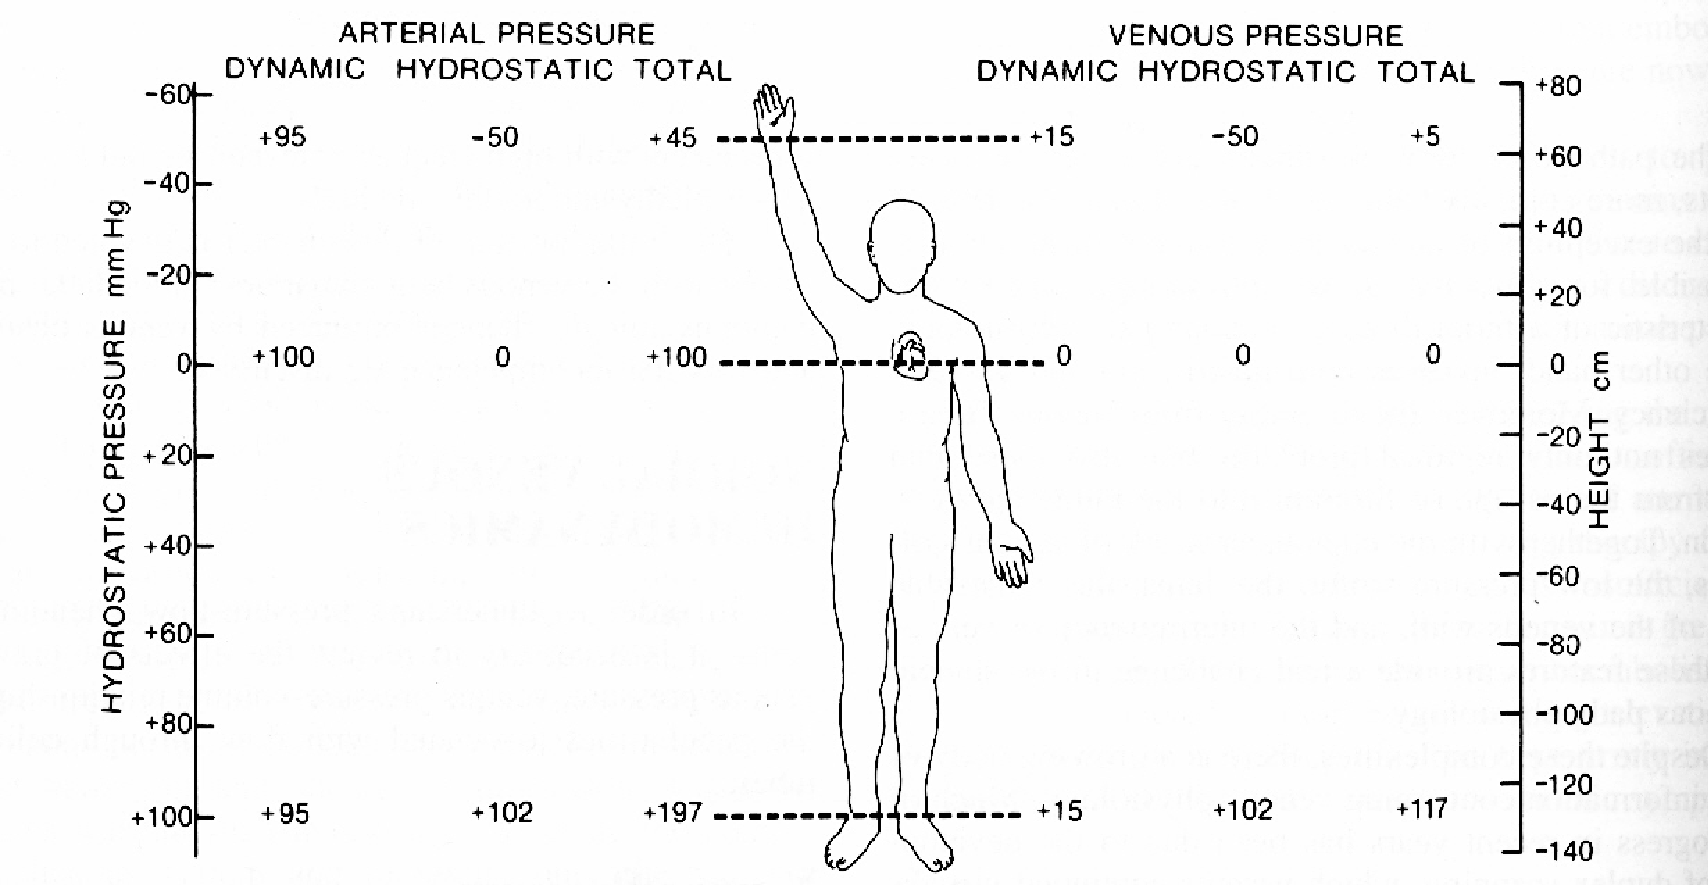 ARTERIAL PRESSURE
DYNAMIC HYDROSTATIC TOTAL
VENOUS PRESSURE
DYNAMIC HYDROSTATIC TOTAL
HYDROSTATIC PRESSURE mm Hg
-60
-40
-20
0
+20
+40
+60
+80
+100
+95 -50 +45
+15 -50 +5
+100 0 +100
0 0 0
+95 +102 +197
+15 +102 +117
+80
+60
+40
+20
0
-20
-40
-60
-80
-100
-120
-140
HEIGHT cm